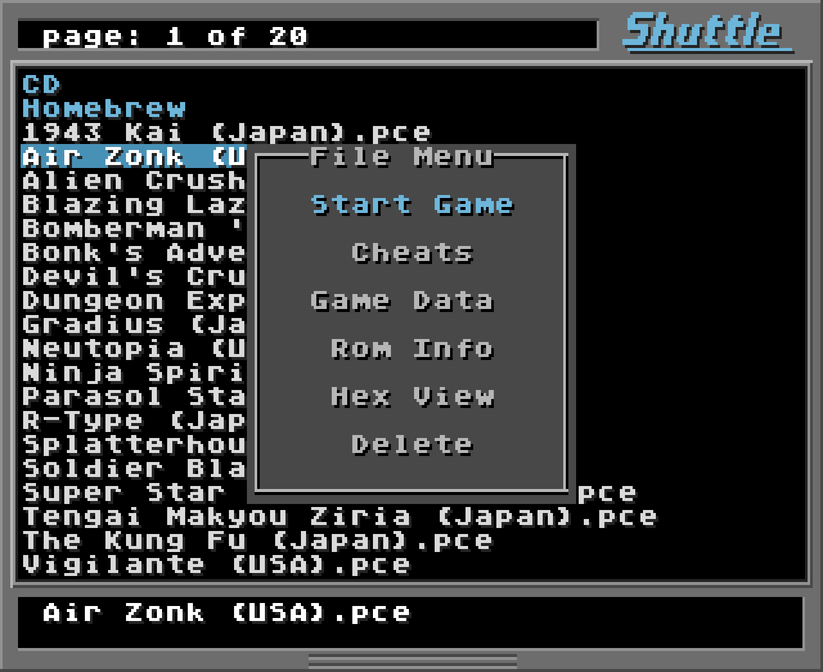 page: 1 of 20
Shuttle
CD
Homebrew
1943 Kai (Japan).pce
Air Zonk (U
Alien Crush
Blazing Laz
Bomberman '
Bonk's Adve
Devil's Cru
Dungeon Exp
Gradius (Ja
Neutopia (U
Ninja Spiri
Parasol Sta
R-Type (Jap
Splatterhou
Soldier Bla
Super Star pce
Tengai Makyou Ziria (Japan).pce
The Kung Fu (Japan).pce
Vigilante (USA).pce
File Menu
Start Game
Cheats
Game Data
Rom Info
Hex View
Delete
Air Zonk (USA).pce